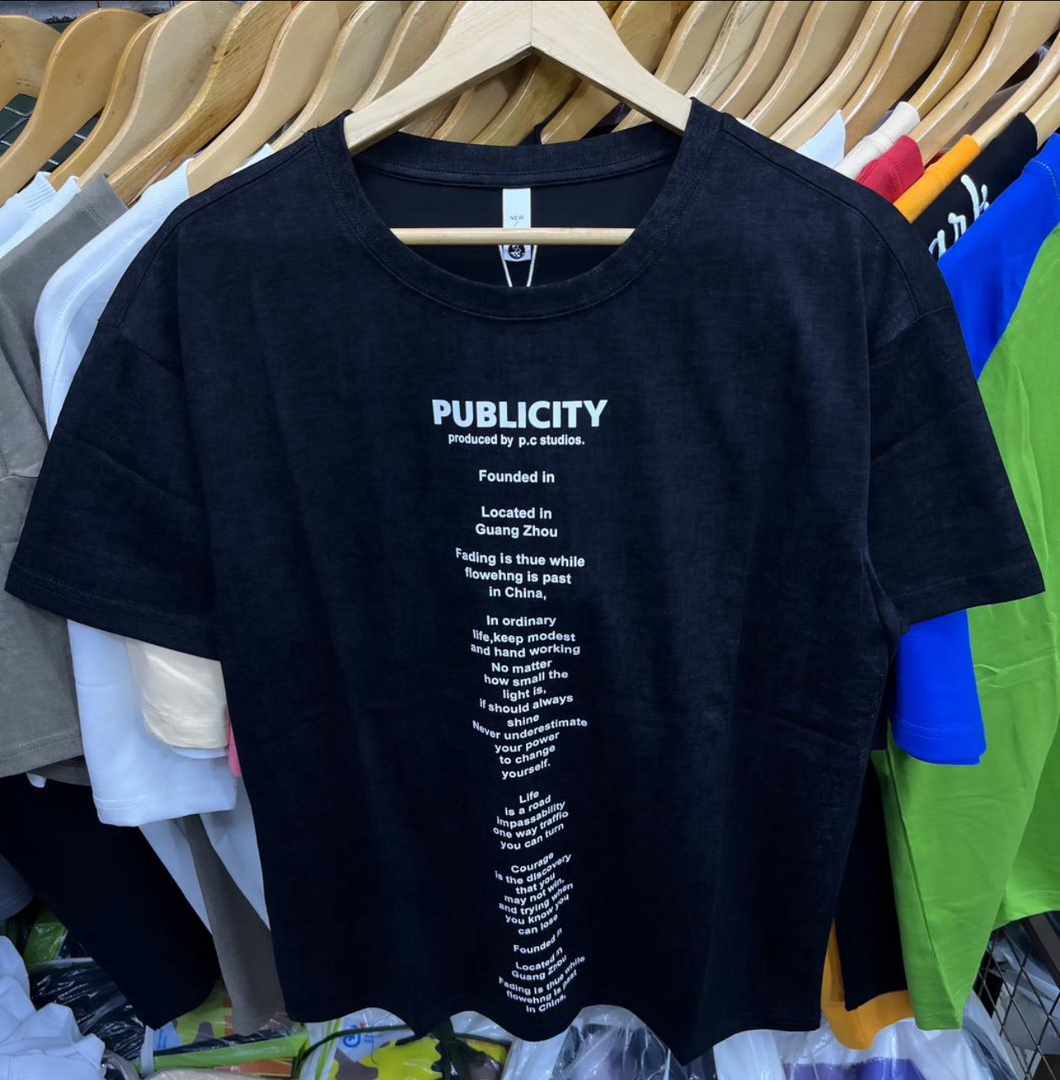 NEW
PUBLICITY
produced by p.c studios.
Founded in
Located in
Guang Zhou
Fading is thue while
flowehng is past
in China,
In ordinary
life,keep modest
and hand working
No matter
how small the
light is,
if should always
shine
Never underestimate
your power
to change
yourself.
Life
is a road
impassability
one way traffio
you can turn
Courage
is the discovery
that you
may not win,
and trying when
you know you
can lose
Founded in
Located in
Guang Zhou
Fading is thue while
flowehng is past
in China,
ark